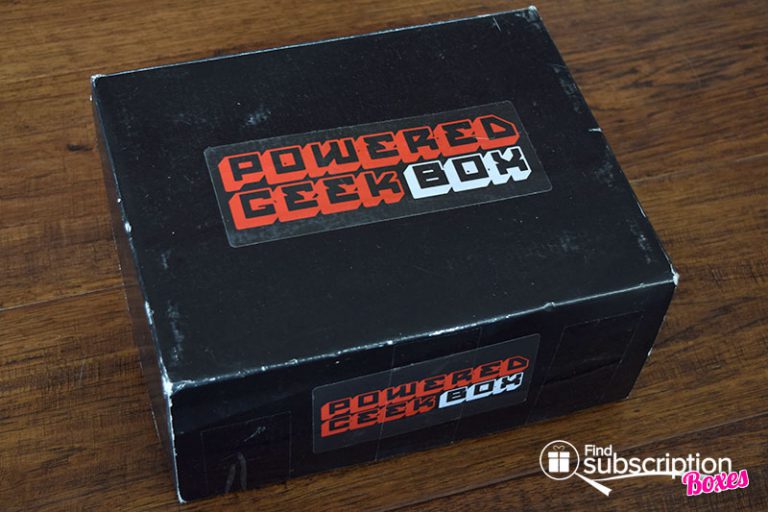 POWERED
GEEK BOX
POWERED
GEEK BOX
Find
subscription
Boxes